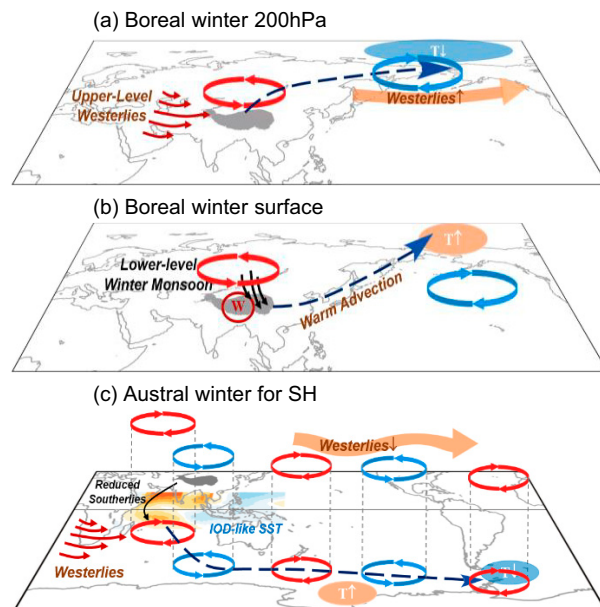 (a) Boreal winter 200hPa
T↓
Upper-Level
Westerlies
Westerlies↑
(b) Boreal winter surface
T↑
Lower-level
Winter Monsoon
W
Warm Advection
(c) Austral winter for SH
Westerlies↓
Reduced
Southerlies
IOD-like SST
Westerlies
T↓
T↑